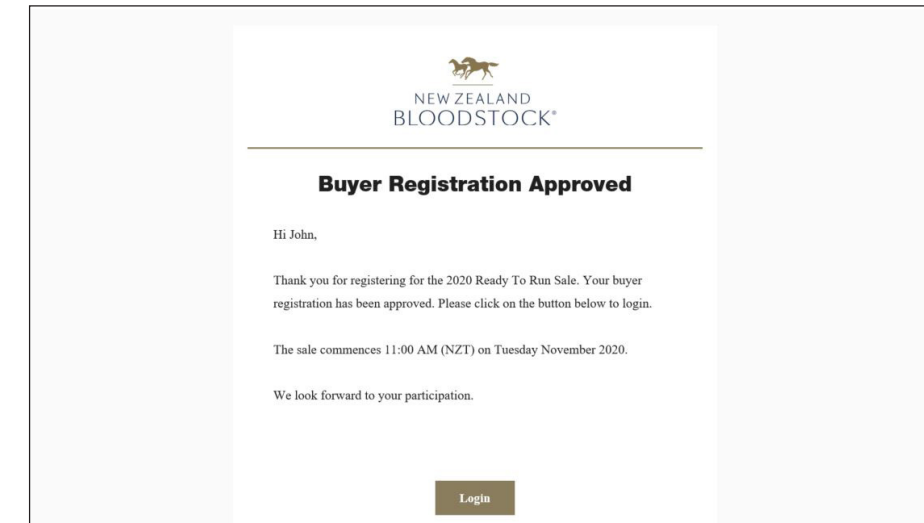 NEW ZEALAND
BLOODSTOCK®
Buyer Registration Approved
Hi John,
Thank you for registering for the 2020 Ready To Run Sale. Your buyer
registration has been approved. Please click on the button below to login.
The sale commences 11:00 AM (NZT) on Tuesday November 2020.
We look forward to your participation.
Login